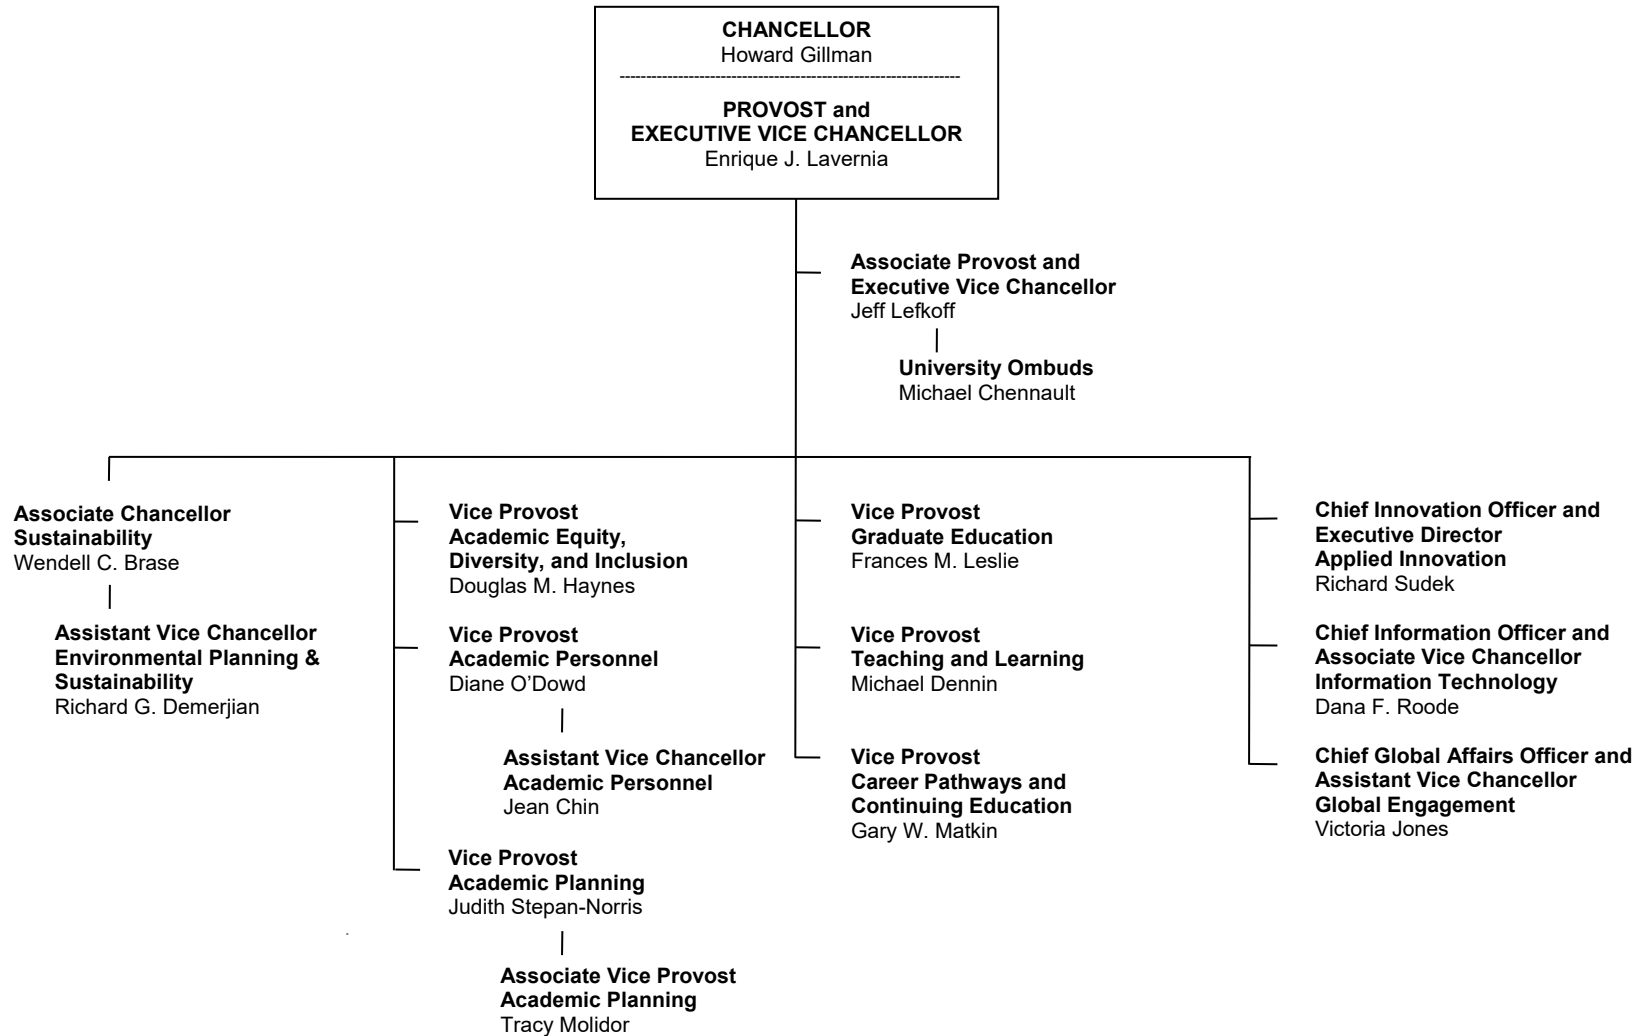 CHANCELLOR
Howard Gillman
-----------------------------------------------------------------
PROVOST and
EXECUTIVE VICE CHANCELLOR
Enrique J. Lavernia
Associate Provost and
Executive Vice Chancellor
Jeff Lefkoff
University Ombuds
Michael Chennault
Associate Chancellor
Sustainability
Wendell C. Brase
Assistant Vice Chancellor
Environmental Planning &
Sustainability
Richard G. Demerjian
Vice Provost
Academic Equity,
Diversity, and Inclusion
Douglas M. Haynes
Vice Provost
Academic Personnel
Diane O’Dowd
Assistant Vice Chancellor
Academic Personnel
Jean Chin
Vice Provost
Academic Planning
Judith Stepan-Norris
Associate Vice Provost
Academic Planning
Tracy Molidor
Vice Provost
Graduate Education
Frances M. Leslie
Vice Provost
Teaching and Learning
Michael Dennin
Vice Provost
Career Pathways and
Continuing Education
Gary W. Matkin
Chief Innovation Officer and
Executive Director
Applied Innovation
Richard Sudek
Chief Information Officer and
Associate Vice Chancellor
Information Technology
Dana F. Roode
Chief Global Affairs Officer and
Assistant Vice Chancellor
Global Engagement
Victoria Jones